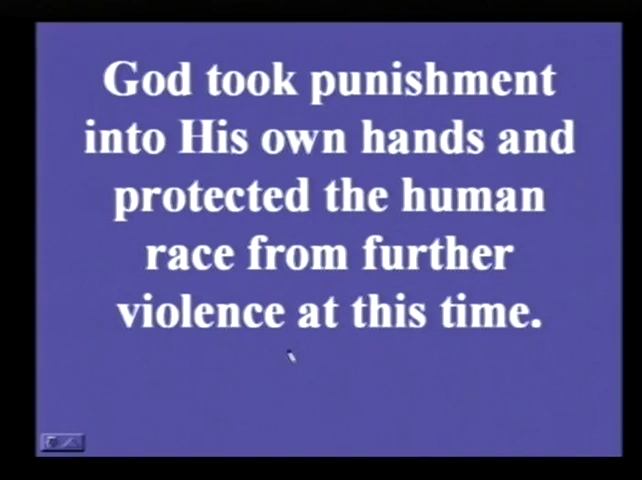 God took punishment
into His own hands and
protected the human
race from further
violence at this time.